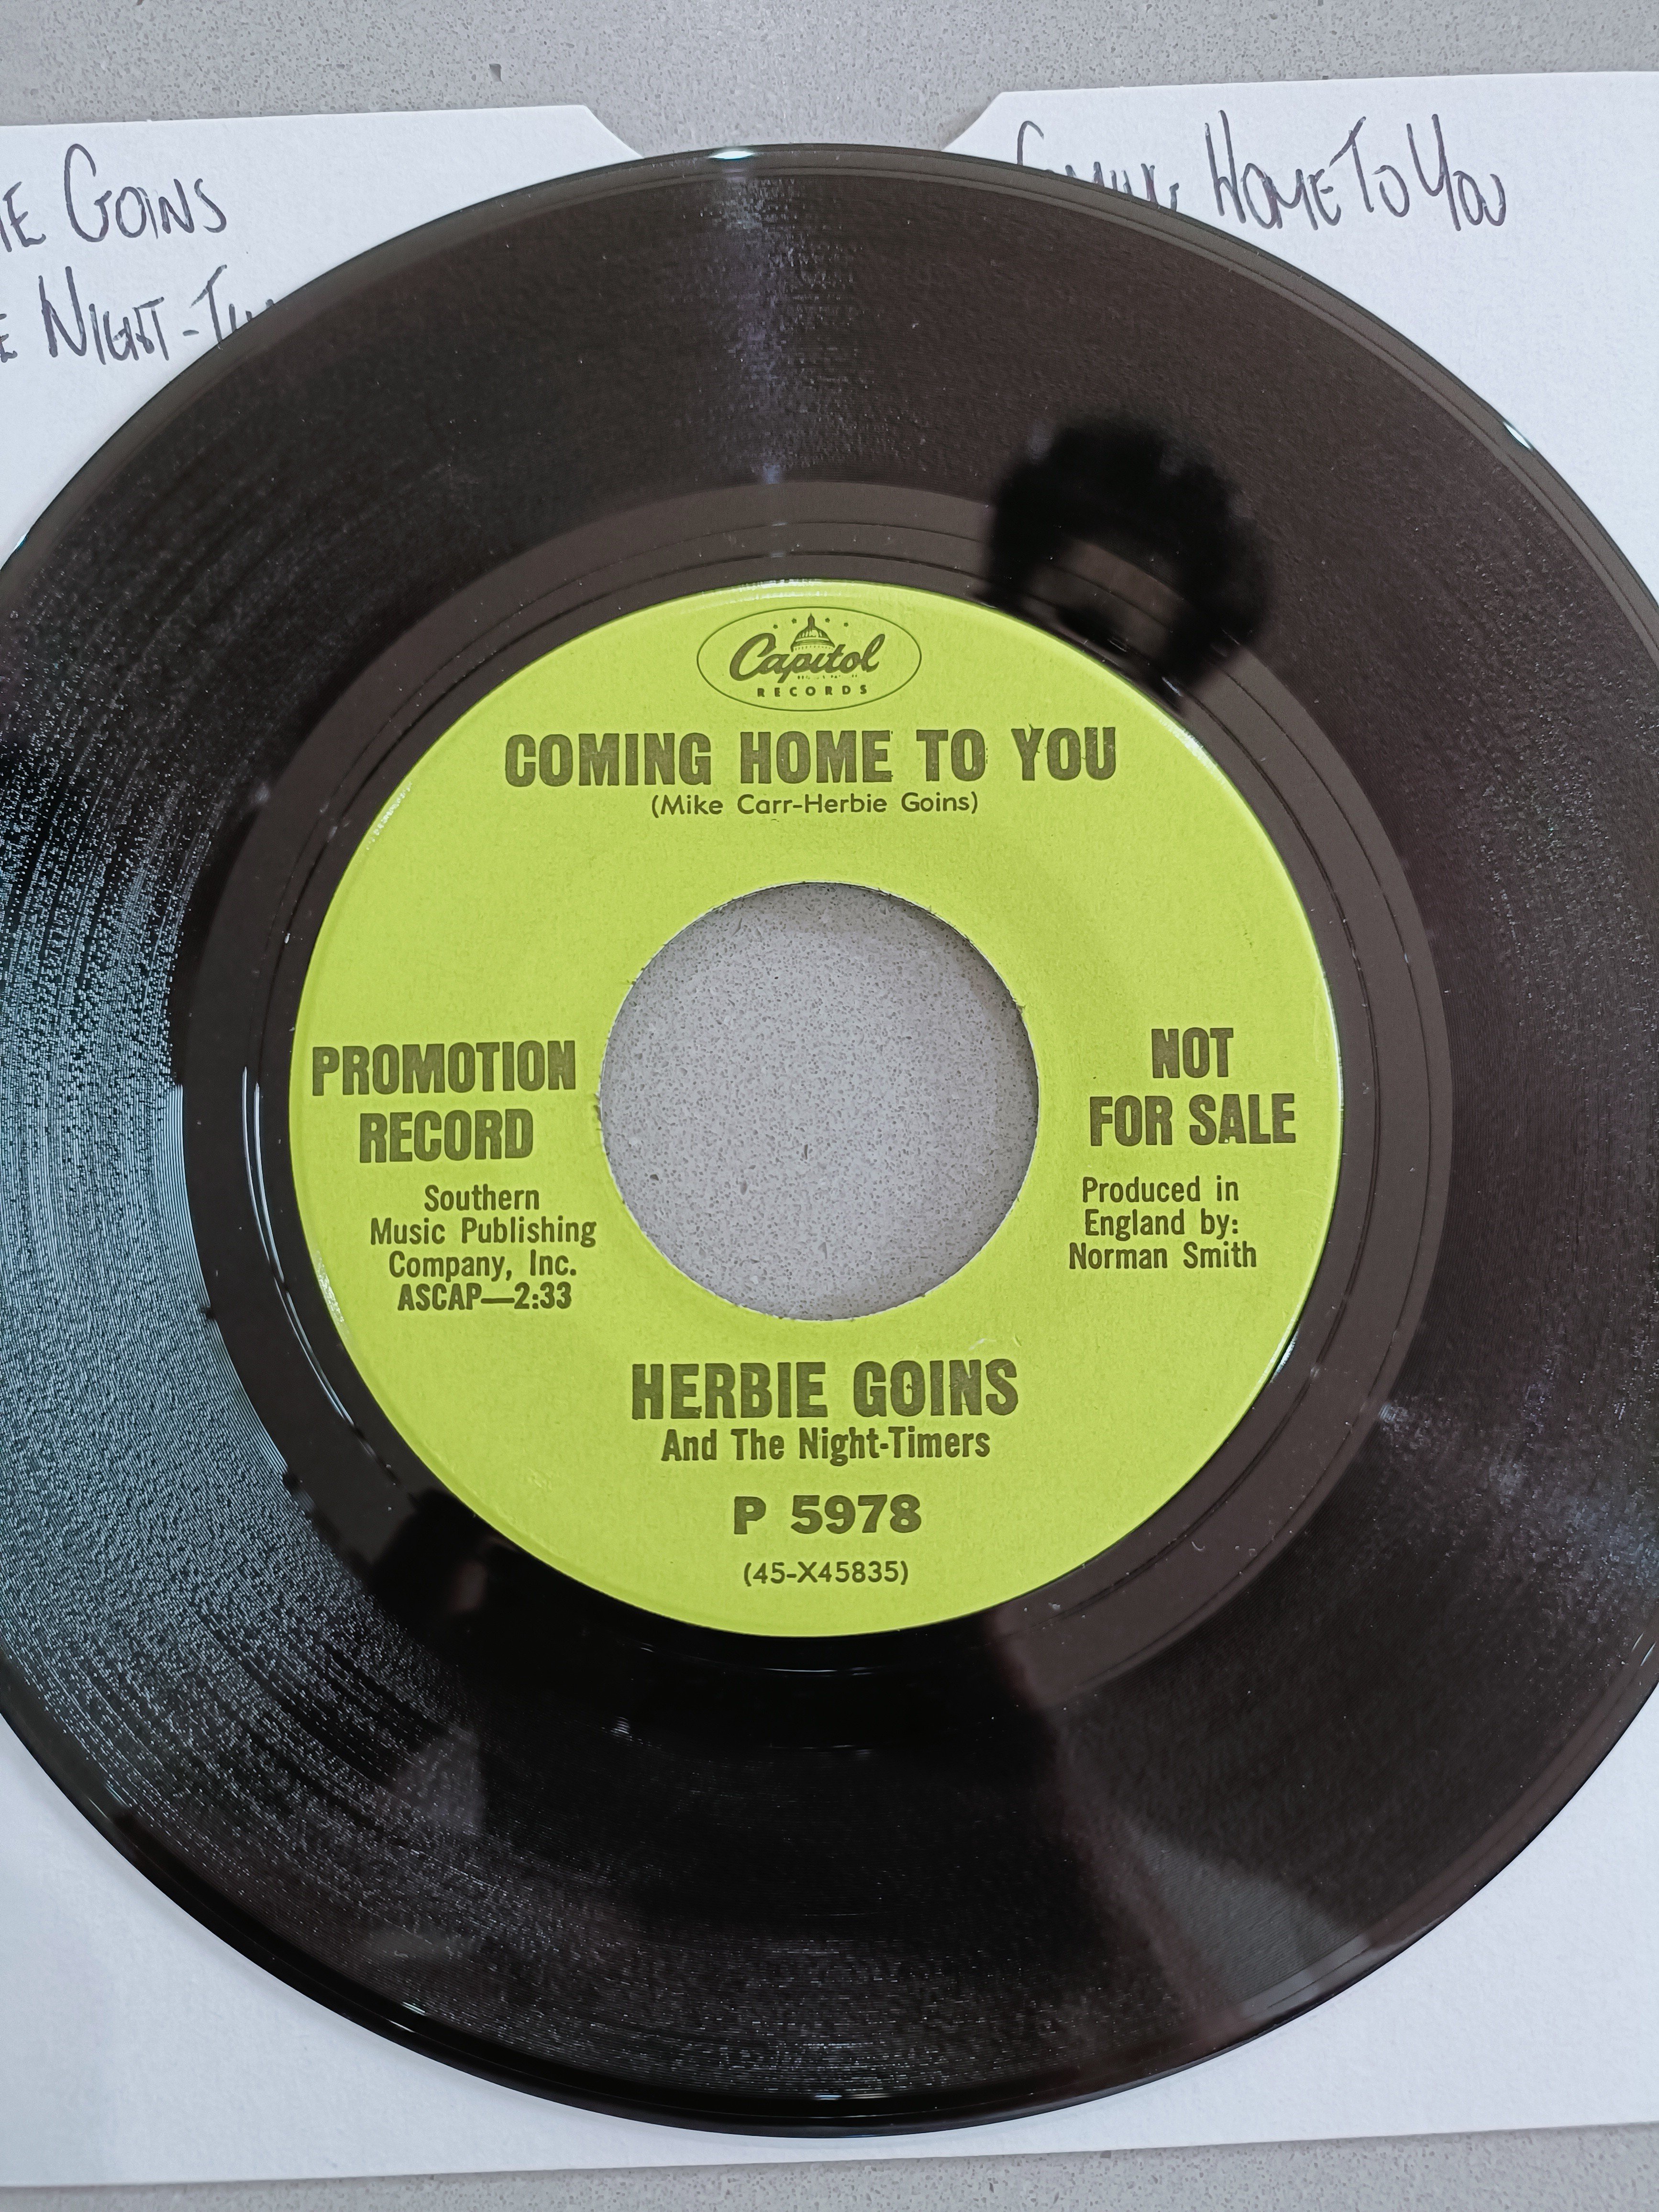 GOINS
NIGHT-
HOME TO YOU
Capitol
RECORDS
COMING HOME TO YOU
(Mike Carr-Herbie Goins)
PROMOTION
RECORD
Southern
Music Publishing
Company, Inc.
ASCAP—2:33
NOT
FOR SALE
Produced in
England by:
Norman Smith
HERBIE GOINS
And The Night-Timers
P 5978
(45-X45835)